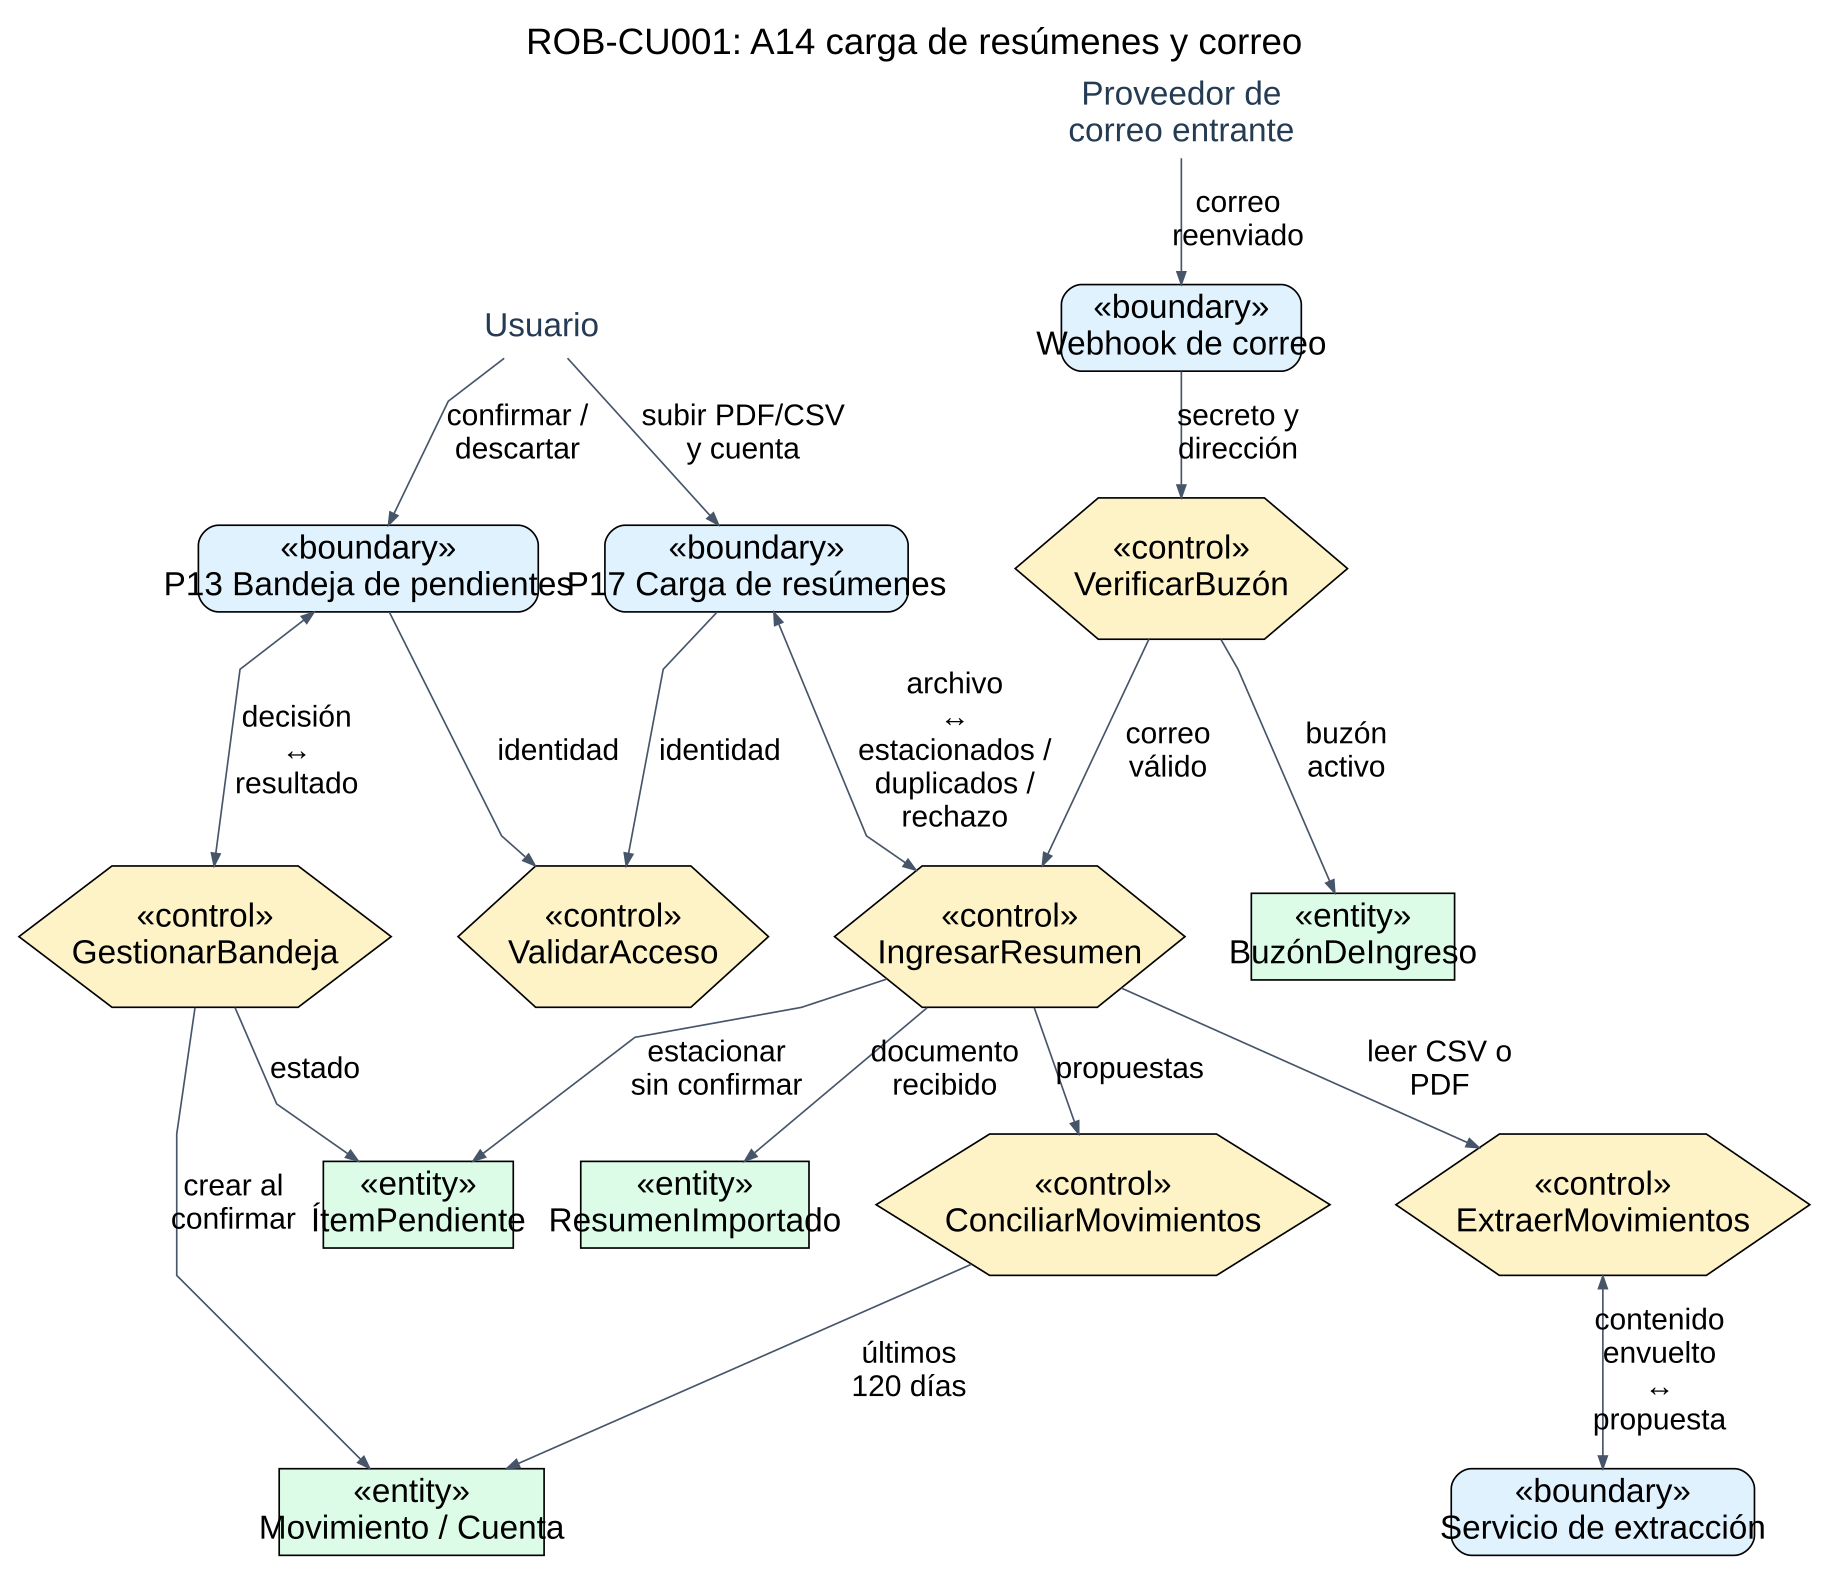 ROB-CU001: A14 carga de resúmenes y correo
Proveedor de
correo entrante
correo
reenviado
«boundary»
Webhook de correo
Usuario
confirmar /
descartar
subir PDF/CSV
y cuenta
secreto y
dirección
«boundary»
P13 Bandeja de pendientes
«boundary»
P17 Carga de resúmenes
«control»
VerificarBuzón
decisión
↔
resultado
identidad
identidad
archivo
↔
estacionados /
duplicados /
rechazo
correo
válido
buzón
activo
«control»
GestionarBandeja
«control»
ValidarAcceso
«control»
IngresarResumen
«entity»
BuzónDeIngreso
estado
estacionar
sin confirmar
documento
recibido
propuestas
leer CSV o
PDF
crear al
confirmar
«entity»
ÍtemPendiente
«entity»
ResumenImportado
«control»
ConciliarMovimientos
«control»
ExtraerMovimientos
últimos
120 días
contenido
envuelto
↔
propuesta
«entity»
Movimiento / Cuenta
«boundary»
Servicio de extracción